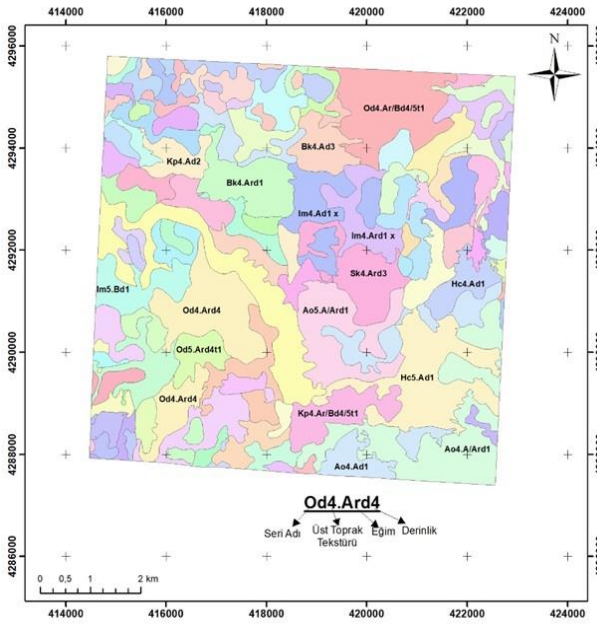 414000 416000 418000 420000 422000 424000
N
4296000
4294000
4292000
4290000
4288000
4286000
Od4.Ar/Bd4/5t1
Bk4.Ad3
Kp4.Ad2
Bk4.Ard1
Im4.Ad1 x
Im4.Ard1 x
Sk4.Ard3
Hc4.Ad1
Im5.Bd1
Od4.Ard4
Ao5.A/Ard1
Od5.Ard4t1
Hc5.Ad1
Od4.Ard4
Kp4.Ar/Bd4/5t1
Ao4.A/Ard1
Ao4.Ad1
Od4.Ard4
Seri Adı Üst Toprak Tekstürü Eğim Derinlik
0 0,5 1 2 km
414000 416000 418000 420000 422000 424000